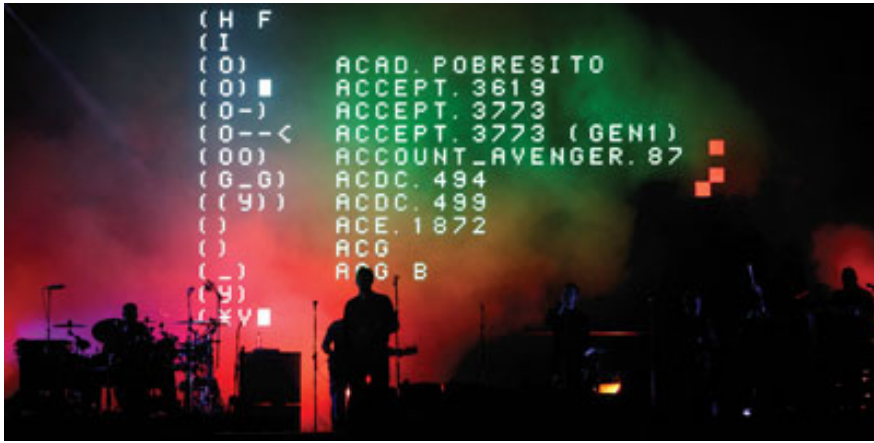 (H F
(I
(O) ACAD.POBRESITO
(O)■ ACCEPT.3619
(O-) ACCEPT.3773
(O--< ACCEPT.3773 (GEN1)
(OO) ACCOUNT_AVENGER.87
(G_G) ACDC.494
((Y)) ACDC.499
() ACE.1872
() ACG
(_) ACG B
(Y)
(*Y■